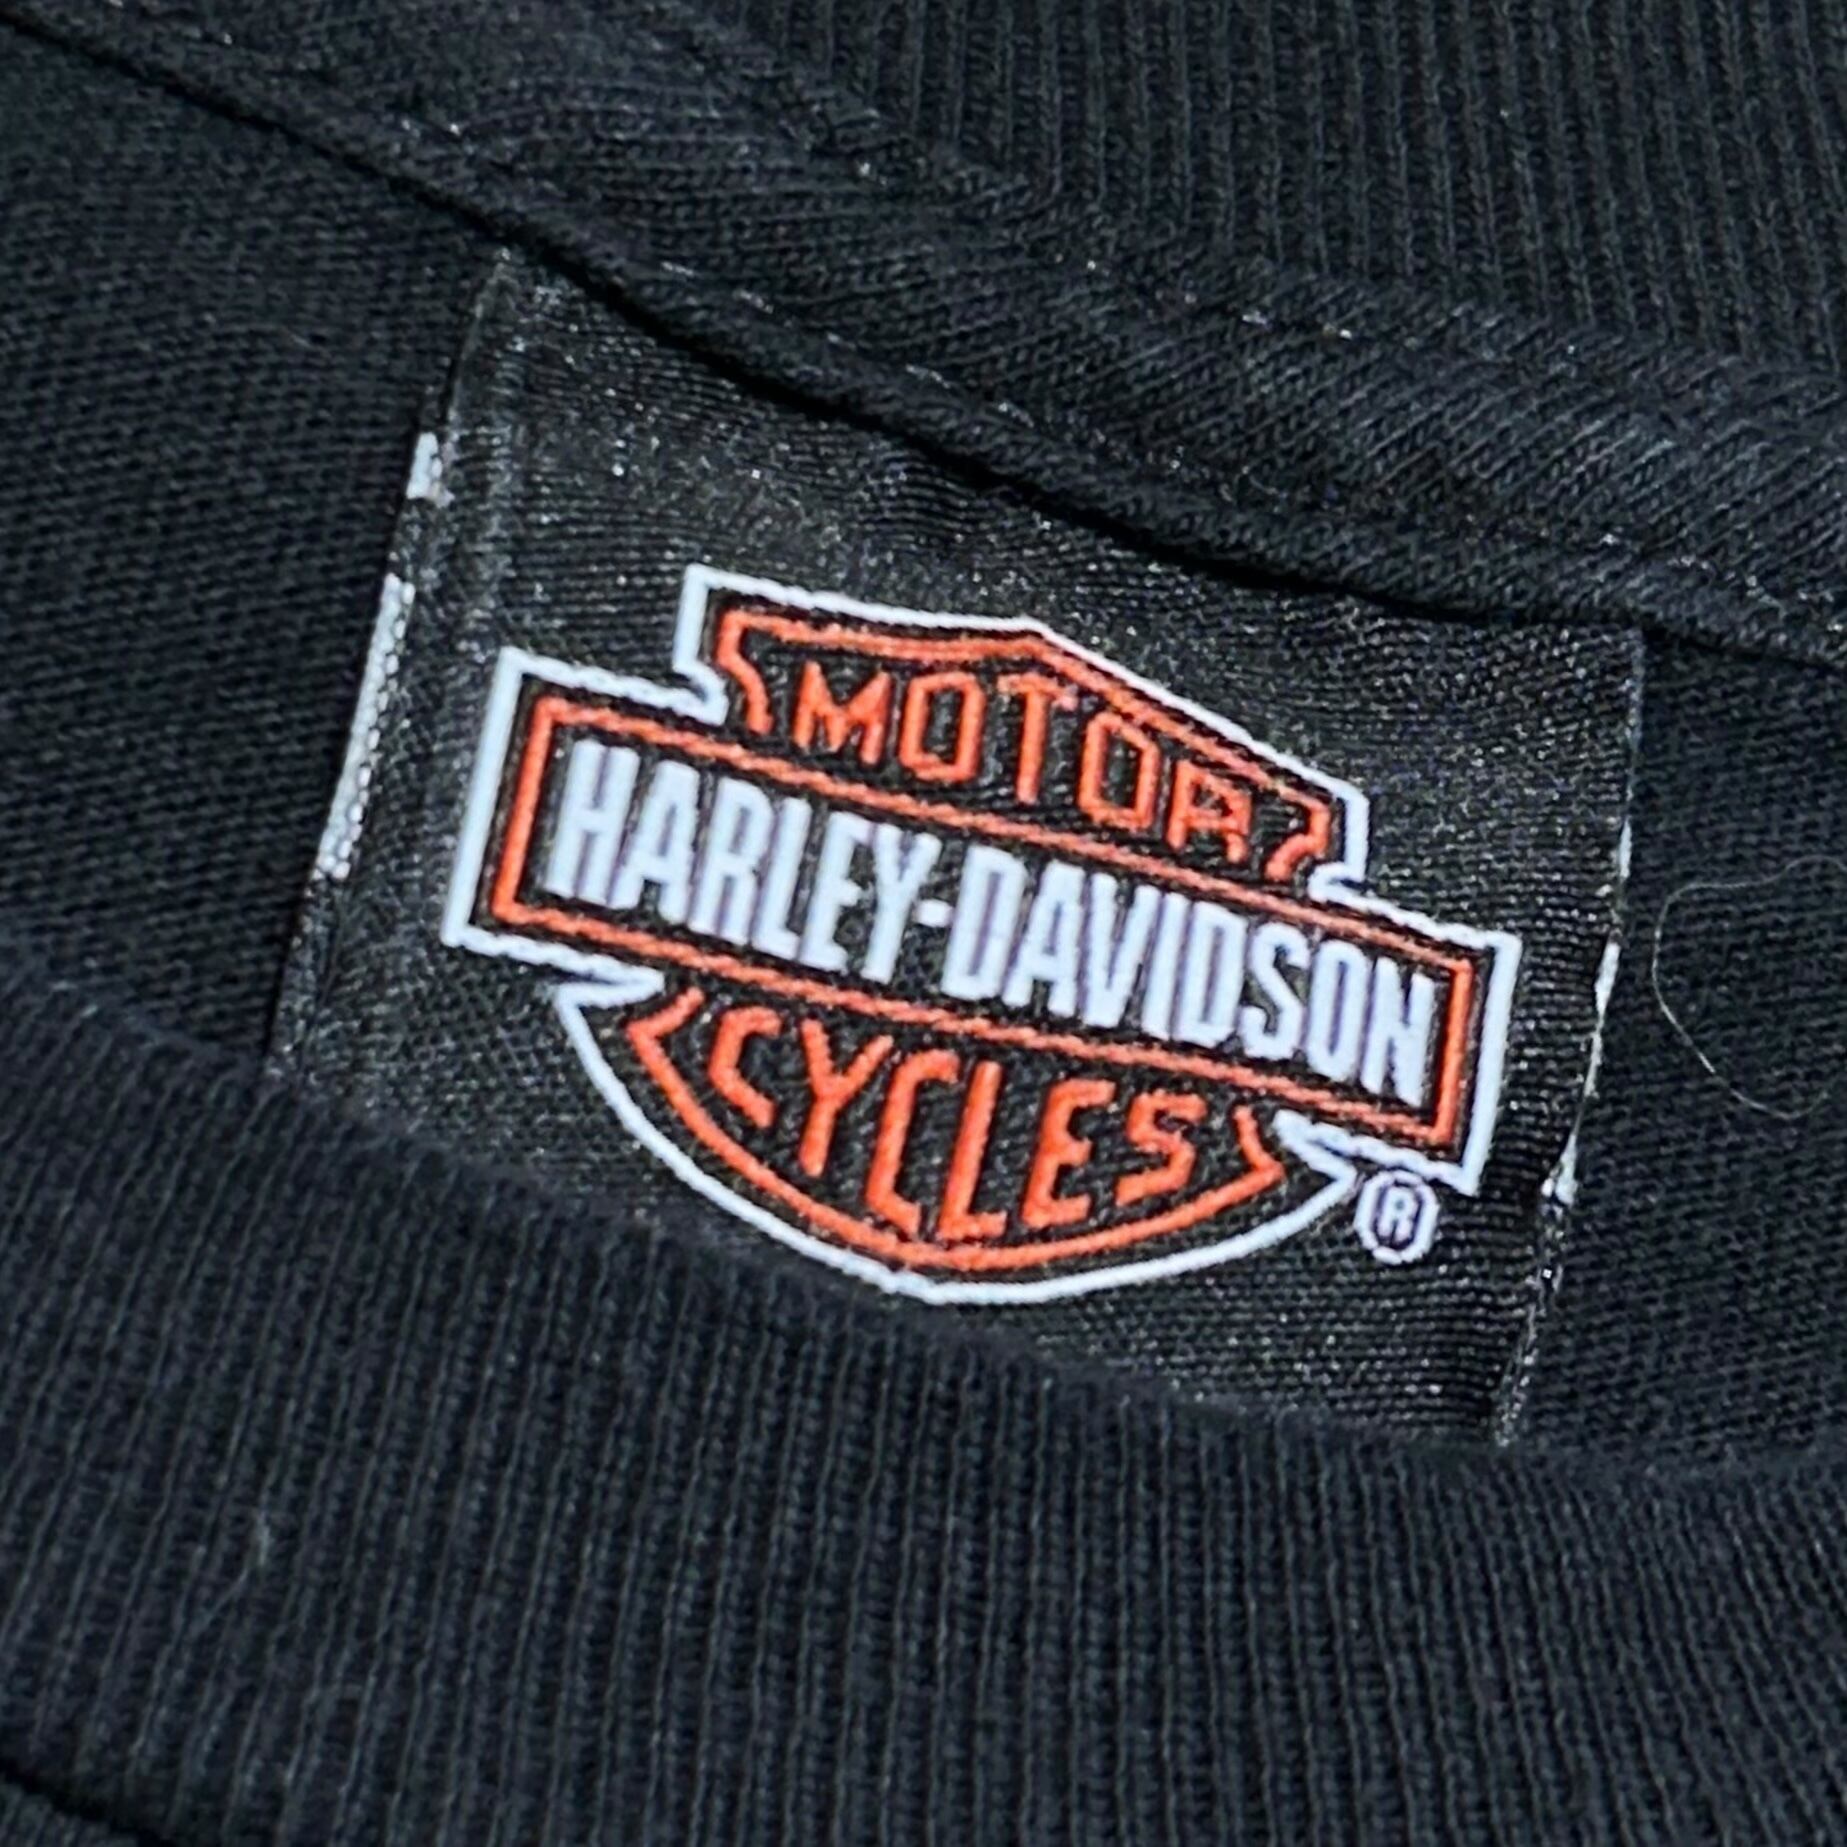 MOTOR
HARLEY-DAVIDSON
CYCLES
®